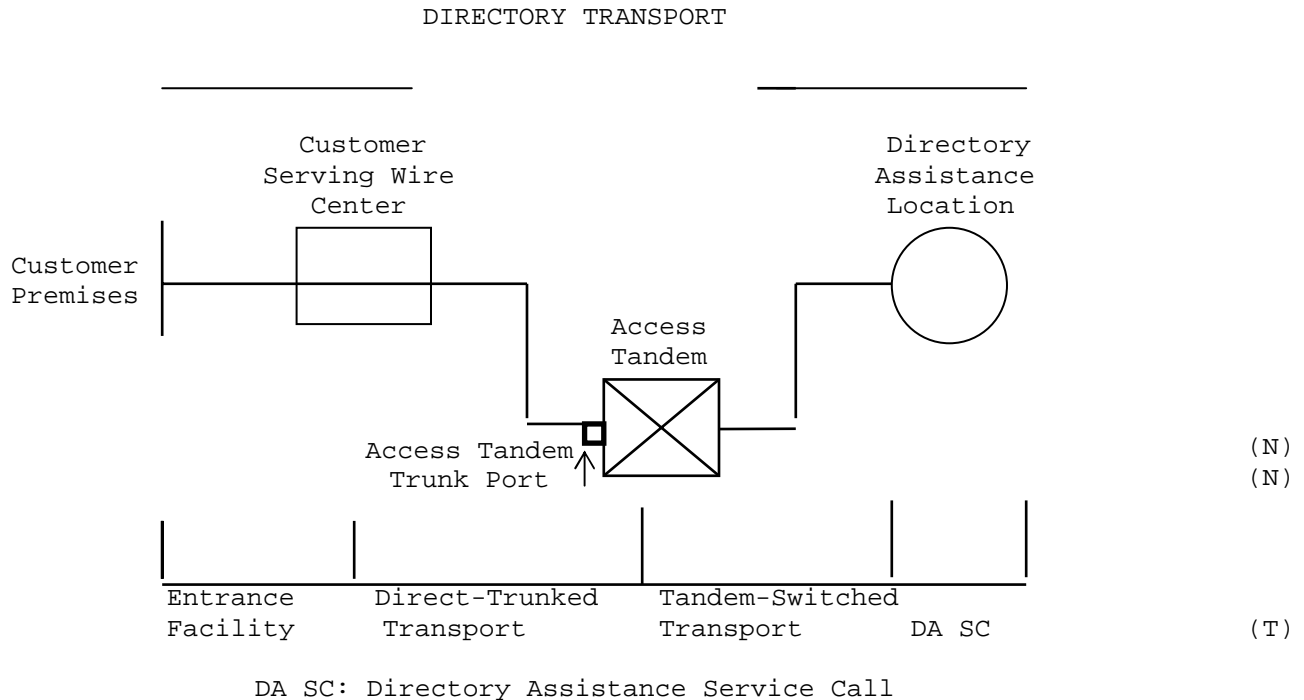 DIRECTORY TRANSPORT
Customer
Serving Wire
Center
Directory
Assistance
Location
Customer
Premises
Access
Tandem
Access Tandem
Trunk Port
(N)
(N)
Entrance
Facility
Direct-Trunked
Transport
Tandem-Switched
Transport
DA SC
(T)
DA SC: Directory Assistance Service Call